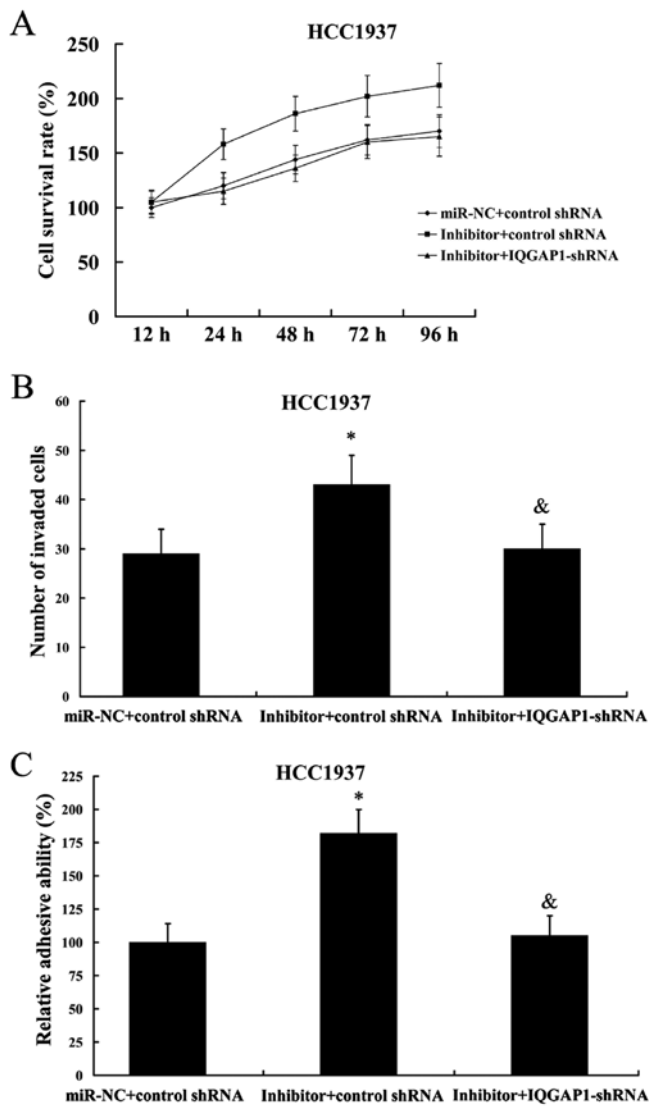 A
HCC1937
Cell survival rate (%)
250
200
150
100
50
0
12 h 24 h 48 h 72 h 96 h
miR-NC+control shRNA
Inhibitor+control shRNA
Inhibitor+IQGAP1-shRNA
B
HCC1937
Number of invaded cells
60
50
40
30
20
10
0
*
&
miR-NC+control shRNA Inhibitor+control shRNA Inhibitor+IQGAP1-shRNA
C
HCC1937
Relative adhesive ability (%)
225
200
175
150
125
100
75
50
25
0
*
&
miR-NC+control shRNA Inhibitor+control shRNA Inhibitor+IQGAP1-shRNA